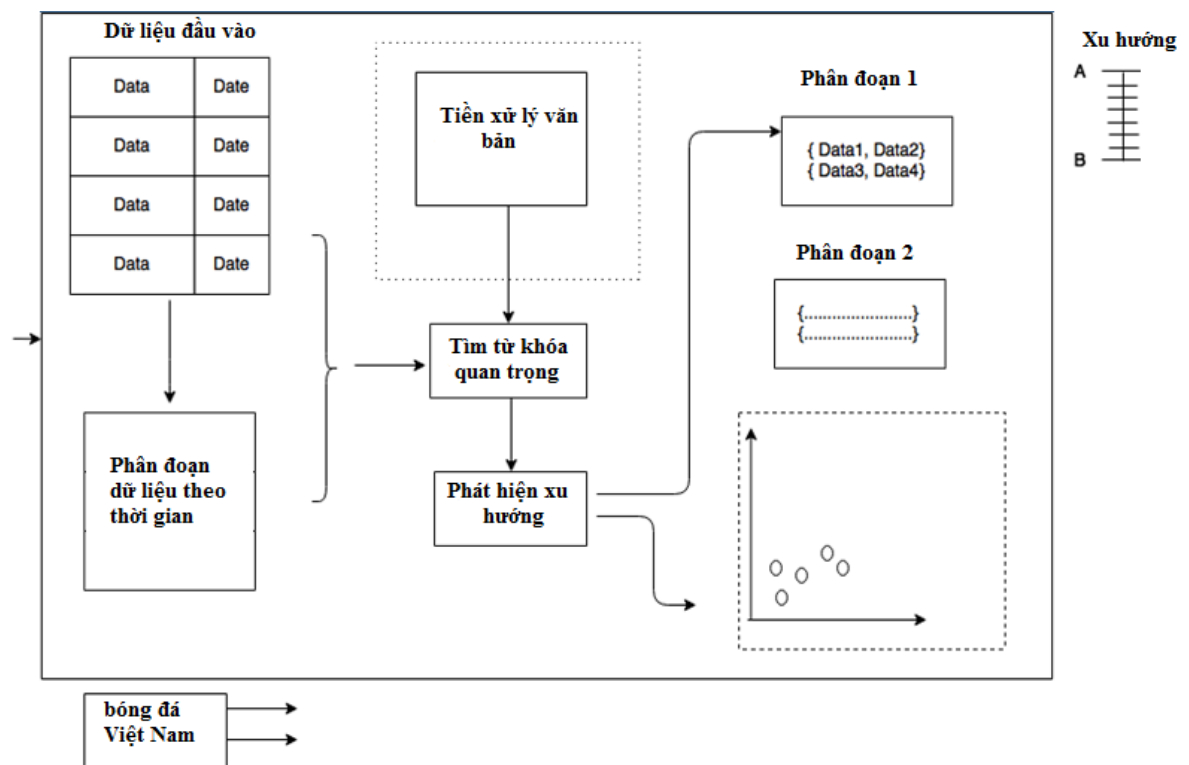 Dữ liệu đầu vào
Data Date
Data Date
Data Date
Data Date
Phân đoạn
dữ liệu theo
thời gian
Tiền xử lý văn
bản
Tìm từ khóa
quan trọng
Phát hiện xu
hướng
Phân đoạn 1
{ Data1, Data2}
{ Data3, Data4}
Phân đoạn 2
{.......................}
{.......................}
Xu hướng
A
B
bóng đá
Việt Nam